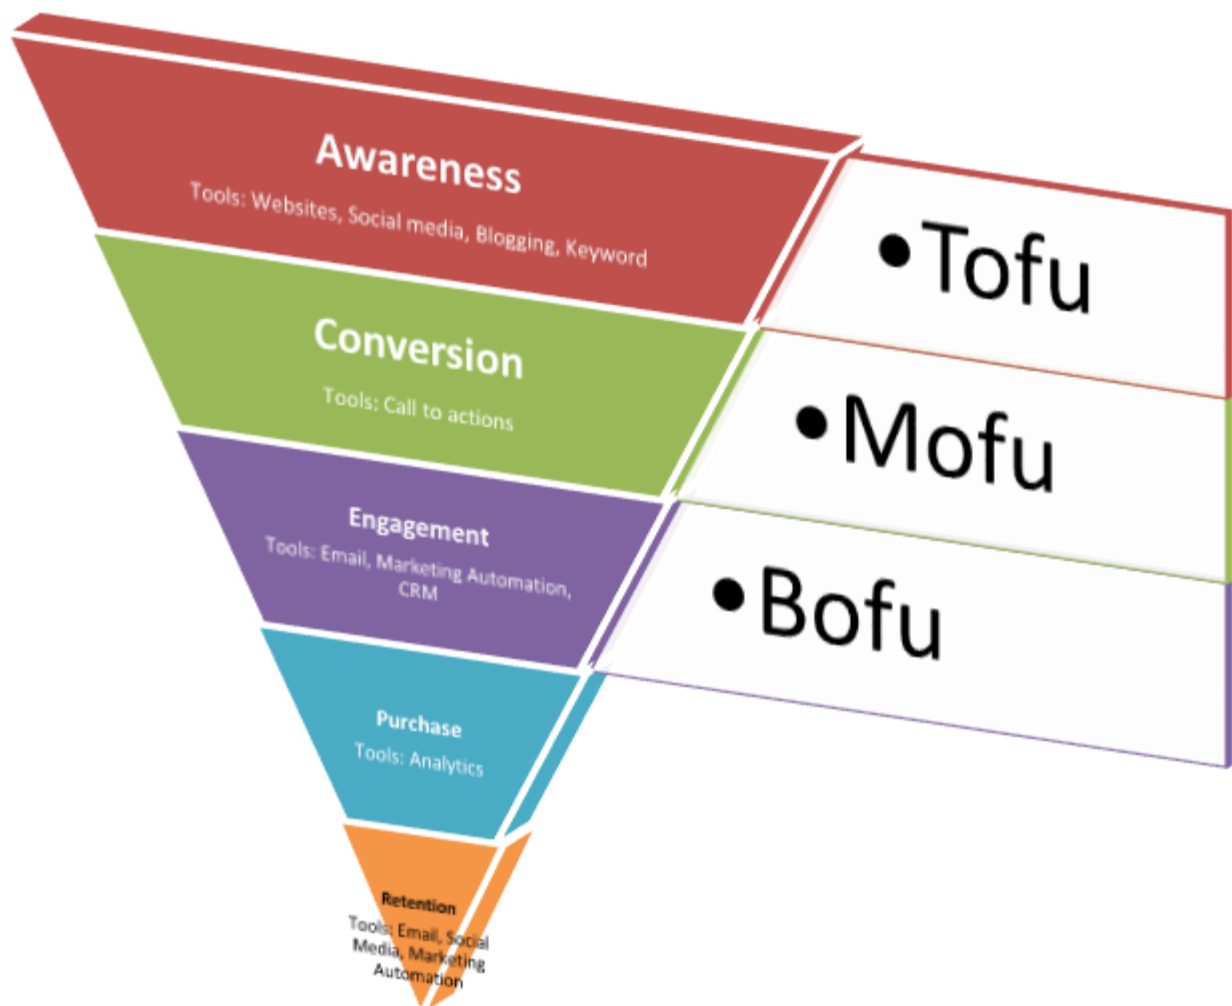 Awareness
Tools: Websites, Social media, Blogging, Keyword
• Tofu
Conversion
Tools: Call to actions
• Mofu
Engagement
Tools: Email, Marketing Automation,
CRM
• Bofu
Purchase
Tools: Analytics
Retention
Tools: Email, Social
Media, Marketing
Automation